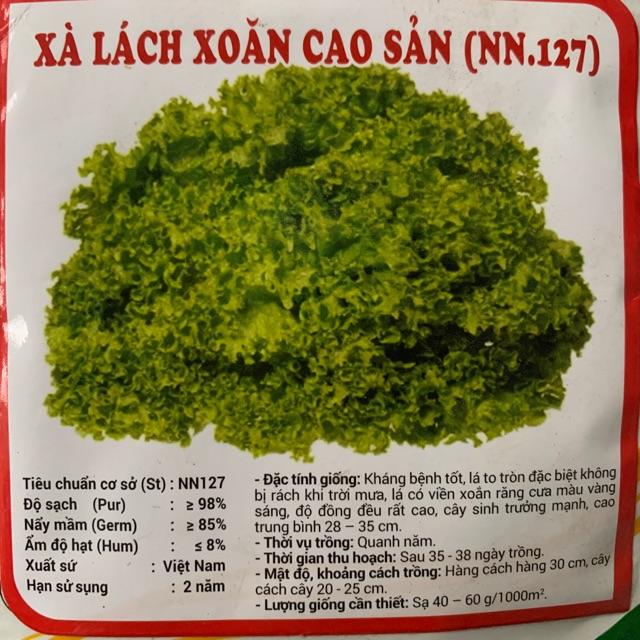 XÀ LÁCH XOĂN CAO SẢN (NN.127)
Tiêu chuẩn cơ sở (St) : NN127
Độ sạch (Pur) : ≥ 98%
Nẩy mầm (Germ) : ≥ 85%
Ẩm độ hạt (Hum) : ≤ 8%
Xuất sứ : Việt Nam
Hạn sử sụng : 2 năm
- Đặc tính giống: Kháng bệnh tốt, lá to tròn đặc biệt không
bị rách khi trời mưa, lá có viền xoắn răng cưa màu vàng
sáng, độ đồng đều rất cao, cây sinh trưởng mạnh, cao
trung bình 28 – 35 cm.
- Thời vụ trồng: Quanh năm.
- Thời gian thu hoạch: Sau 35 - 38 ngày trồng.
- Mật độ, khoảng cách trồng: Hàng cách hàng 30 cm, cây
cách cây 20 - 25 cm.
- Lượng giống cần thiết: Sạ 40 – 60 g/1000m².